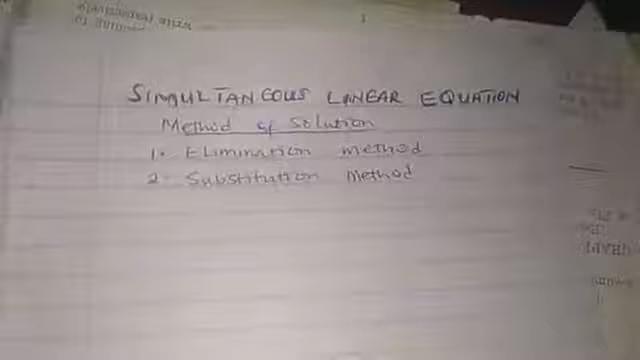 SIMULTANEOUS LINEAR EQUATION
Method of Solution
1. Elimination method
2. Substitution Method